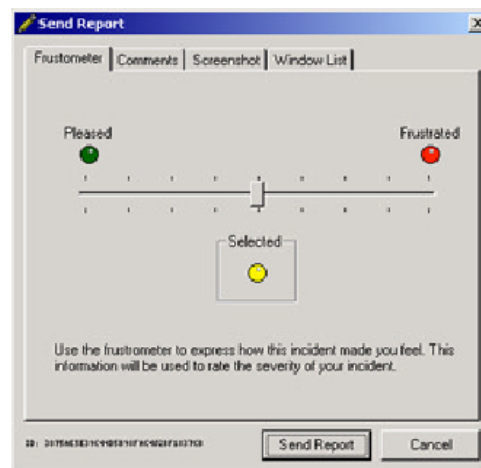 Send Report
Frustometer Comments Screenshot Window List
Pleased Frustrated
Selected
Use the frustrometer to express how this incident made you feel. This
information will be used to rate the severity of your incident.
Send Report Cancel